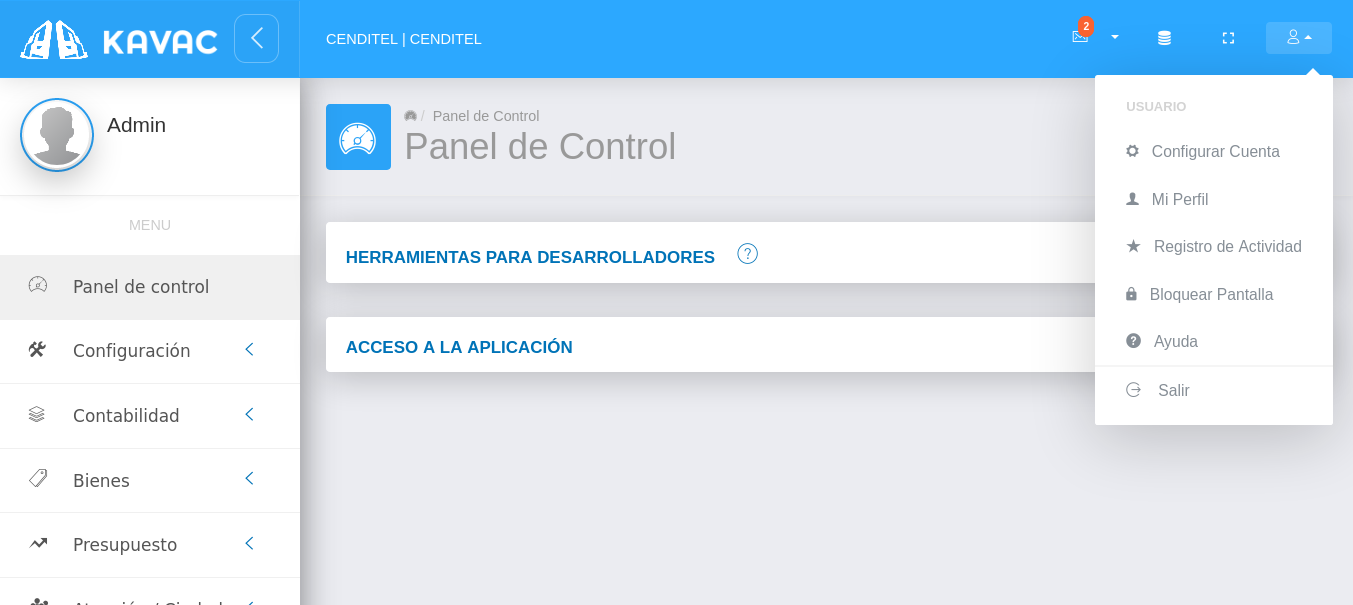 KAVAC
CENDITEL | CENDITEL
2
Admin
MENU
Panel de control
Configuración
Contabilidad
Bienes
Presupuesto
/ Panel de Control
Panel de Control
HERRAMIENTAS PARA DESARROLLADORES
ACCESO A LA APLICACIÓN
USUARIO
Configurar Cuenta
Mi Perfil
Registro de Actividad
Bloquear Pantalla
Ayuda
Salir